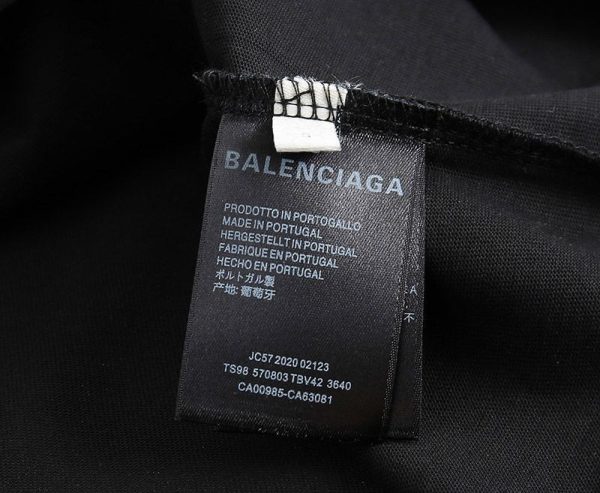 BALENCIAGA
PRODOTTO IN PORTOGALLO
MADE IN PORTUGAL
HERGESTELLT IN PORTUGAL
FABRIQUE EN PORTUGAL
HECHO EN PORTUGAL
ポルトガル製
产地: 葡萄牙
JC57 2020 02123
TS98 570803 TBV42 3640
CA00985-CA63081
A,
不